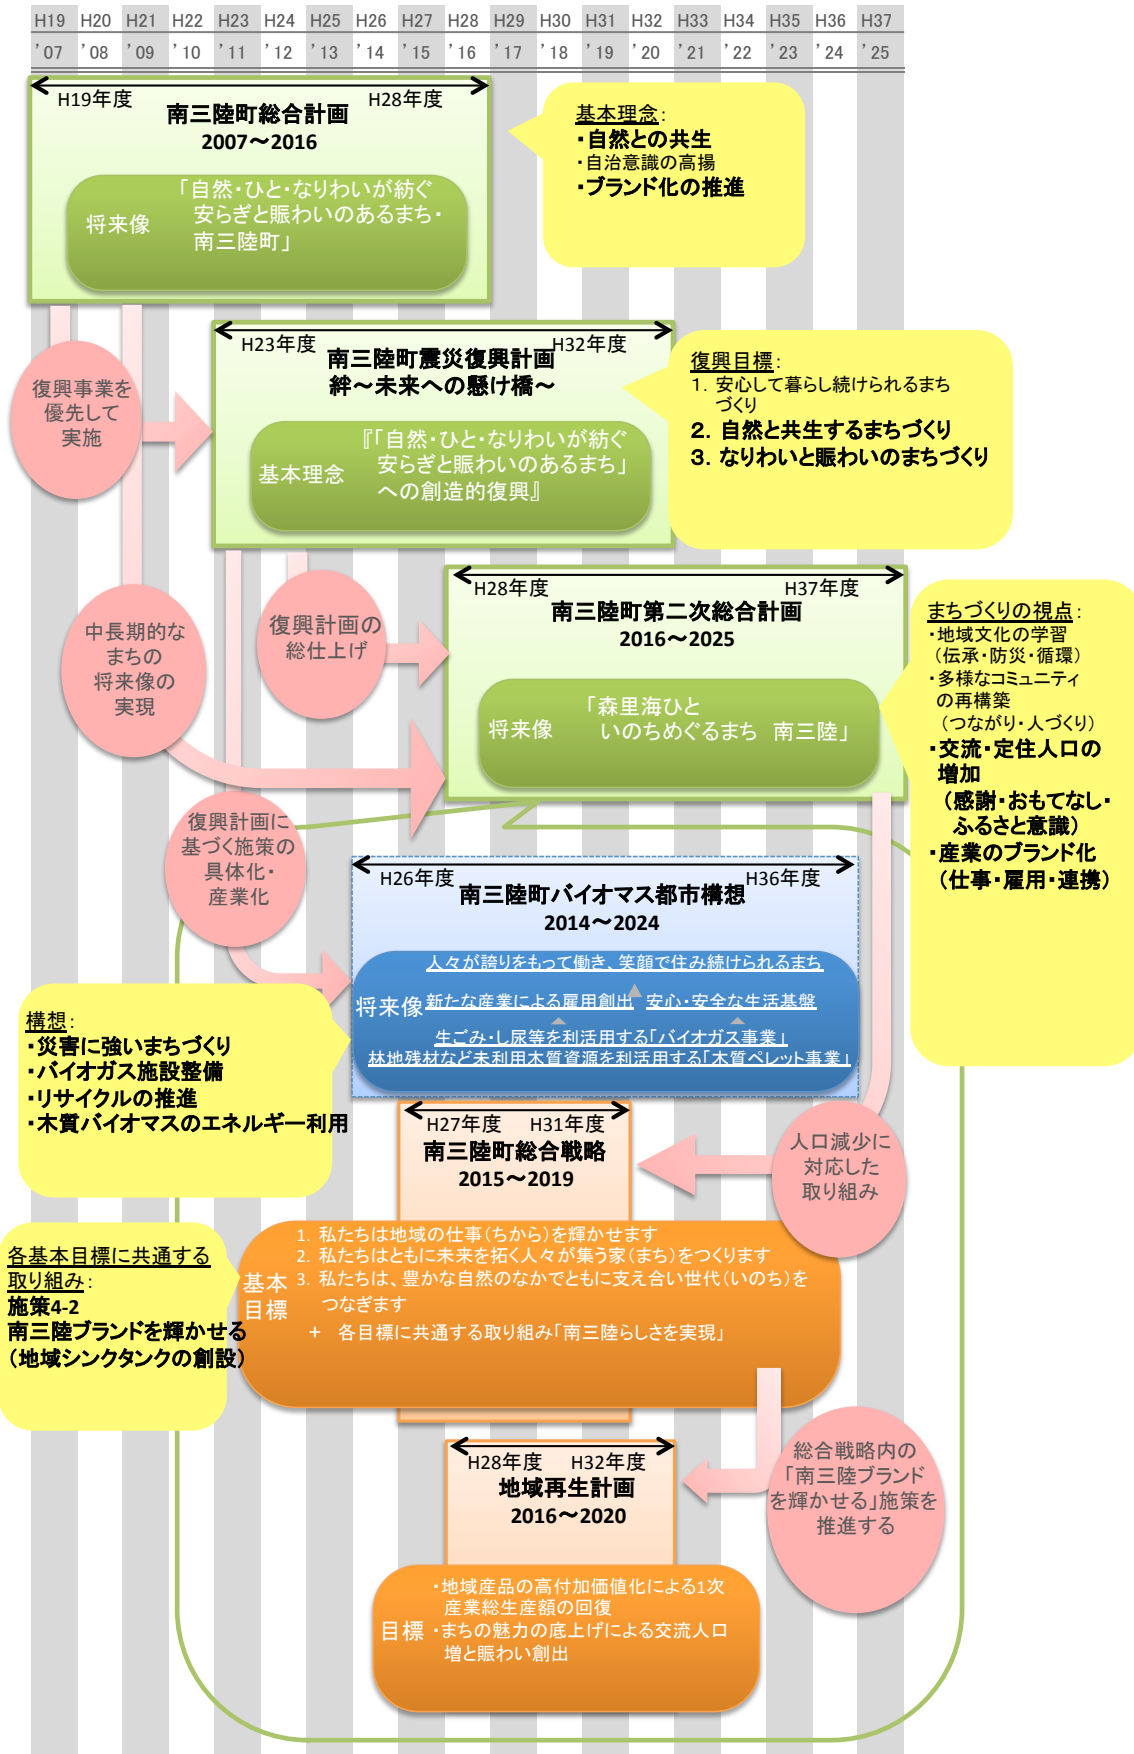 H19 H20 H21 H22 H23 H24 H25 H26 H27 H28 H29 H30 H31 H32 H33 H34 H35 H36 H37
'07 '08 '09 '10 '11 '12 '13 '14 '15 '16 '17 '18 '19 '20 '21 '22 '23 '24 '25
H19年度 H28年度
南三陸町総合計画
2007～2016
将来像
「自然・ひと・なりわいが紡ぐ
安らぎと賑わいのあるまち・
南三陸町」
基本理念：
・自然との共生
・自治意識の高揚
・ブランド化の推進
復興事業を
優先して
実施
H23年度 H32年度
南三陸町震災復興計画
絆～未来への懸け橋～
基本理念
『「自然・ひと・なりわいが紡ぐ
安らぎと賑わいのあるまち」
への創造的復興』
復興目標：
1. 安心して暮らし続けられるまち
づくり
2. 自然と共生するまちづくり
3. なりわいと賑わいのまちづくり
中長期的な
まちの
将来像の
実現
復興計画の
総仕上げ
H28年度 H37年度
南三陸町第二次総合計画
2016～2025
将来像
「森里海ひと
いのちめぐるまち 南三陸」
まちづくりの視点：
・地域文化の学習
（伝承・防災・循環）
・多様なコミュニティ
の再構築
（つながり・人づくり）
・交流・定住人口の
増加
（感謝・おもてなし・
ふるさと意識）
・産業のブランド化
（仕事・雇用・連携）
復興計画に
基づく施策の
具体化・
産業化
H26年度 H36年度
南三陸町バイオマス都市構想
2014～2024
将来像
人々が誇りをもって働き、笑顔で住み続けられるまち
新たな産業による雇用創出 安心・安全な生活基盤
生ごみ・し尿等を利活用する「バイオガス事業」
林地残材など未利用木質資源を利活用する「木質ペレット事業」
構想：
・災害に強いまちづくり
・バイオガス施設整備
・リサイクルの推進
・木質バイオマスのエネルギー利用
H27年度 H31年度
南三陸町総合戦略
2015～2019
人口減少に
対応した
取り組み
基本
目標
1. 私たちは地域の仕事（ちから）を輝かせます
2. 私たちはともに未来を拓く人々が集う家（まち）をつくります
3. 私たちは、豊かな自然のなかでともに支え合い世代（いのち）を
つなぎます
+ 各目標に共通する取り組み「南三陸らしさを実現」
各基本目標に共通する
取り組み：
施策4-2
南三陸ブランドを輝かせる
（地域シンクタンクの創設）
H28年度 H32年度
地域再生計画
2016～2020
総合戦略内の
「南三陸ブランド
を輝かせる」施策を
推進する
目標
・地域産品の高付加価値化による1次
産業総生産額の回復
・まちの魅力の底上げによる交流人口
増と賑わい創出